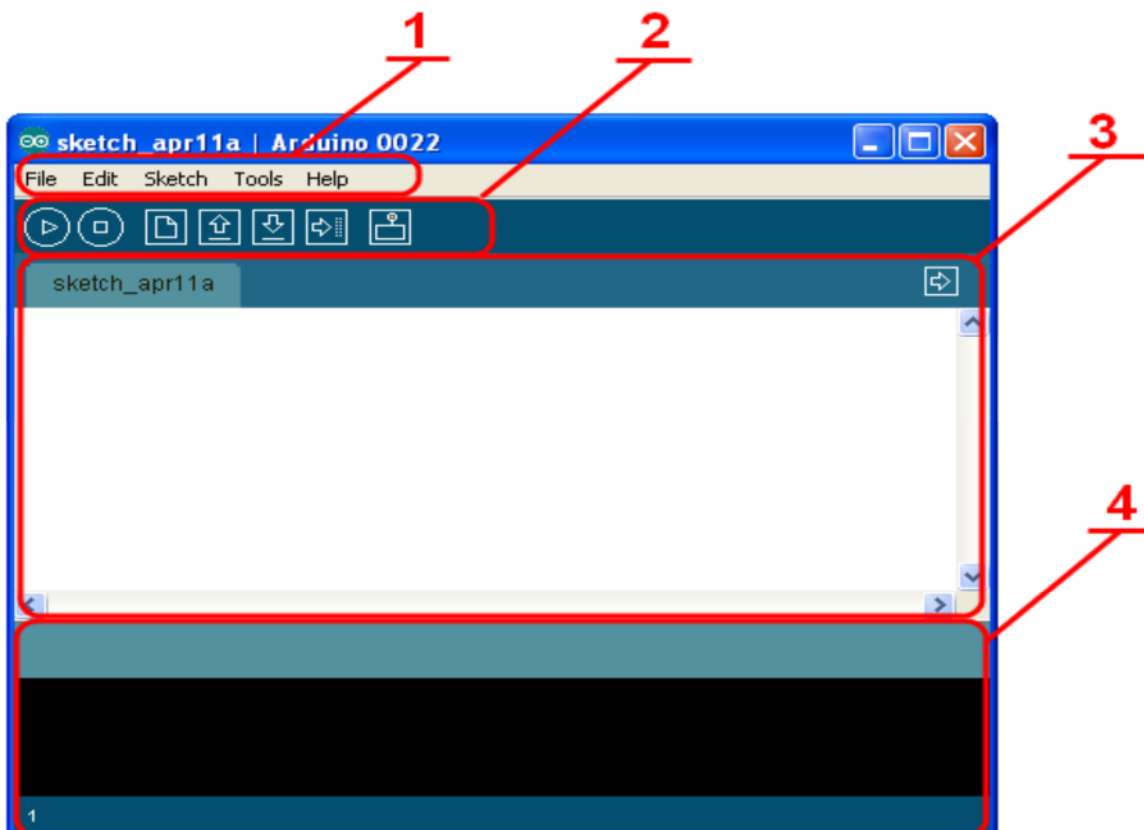 1
2
3
sketch_apr11a | Arduino 0022
File Edit Sketch Tools Help
sketch_apr11a
4
1